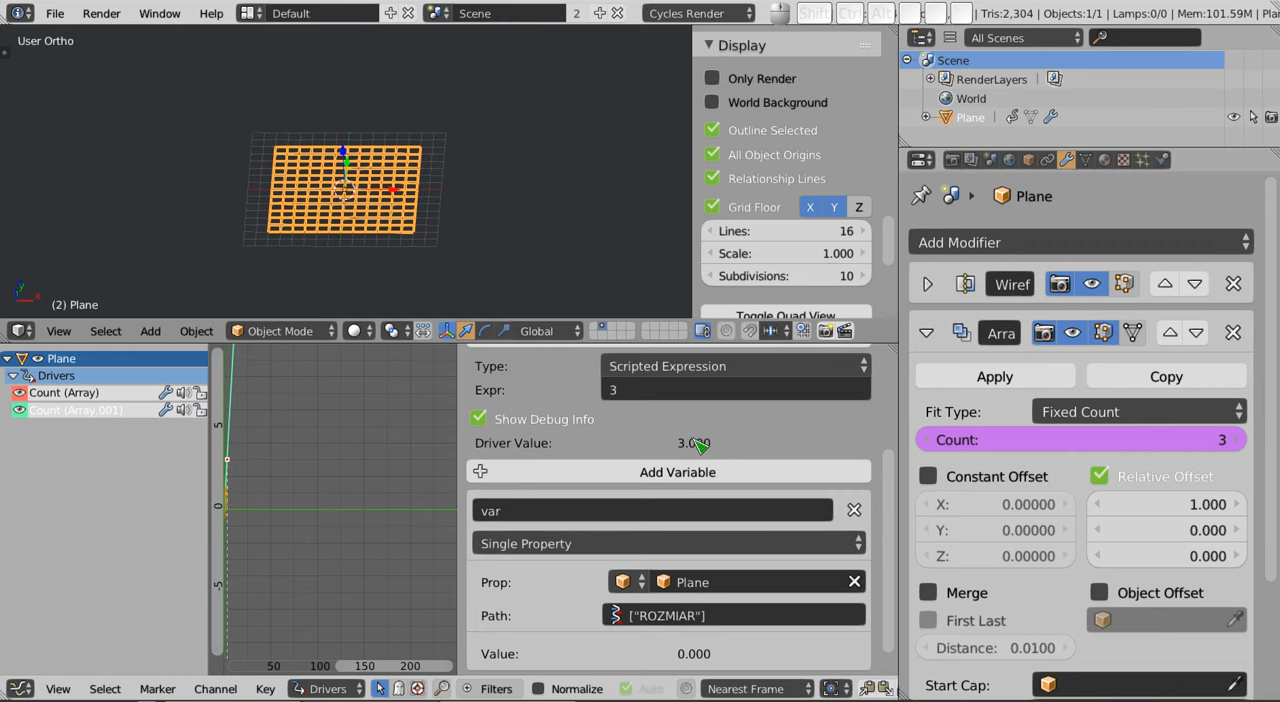 File Render Window Help Default Scene 2 Cycles Render Shift Ctrl Alt | Tris:2,304 | Objects:1/1 | Lamps:0/0 | Mem:101.59M |
User Ortho
Display
Only Render
World Background
Outline Selected
All Object Origins
Relationship Lines
Grid Floor X Y Z
Lines: 16
Scale: 1.000
Subdivisions: 10
Toggle Quad View
(2) Plane
y
x
View Select Add Object Object Mode Global
All Scenes
Scene
RenderLayers |
World
Plane |
Plane
Add Modifier
Wiref
Arra
Apply Copy
Fit Type: Fixed Count
Count: 3
Constant Offset Relative Offset
X: 0.00000 1.000
Y: 0.00000 0.000
Z: 0.00000 0.000
Merge Object Offset
First Last
Distance: 0.0100
Start Cap:
Plane
Drivers
Count (Array)
Count (Array.001)
5
0
-5
50 100 150 200
Type: Scripted Expression
Expr: 3
Show Debug Info
Driver Value: 3.000
Add Variable
var
Single Property
Prop: Plane
Path: ["ROZMIAR"]
Value: 0.000
View Select Marker Channel Key Drivers Filters Normalize Auto Nearest Frame